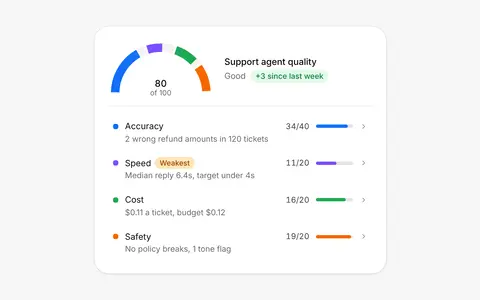 80
of 100
Support agent quality
Good +3 since last week
Accuracy 34/40
2 wrong refund amounts in 120 tickets
Speed Weakest 11/20
Median reply 6.4s, target under 4s
Cost 16/20
$0.11 a ticket, budget $0.12
Safety 19/20
No policy breaks, 1 tone flag